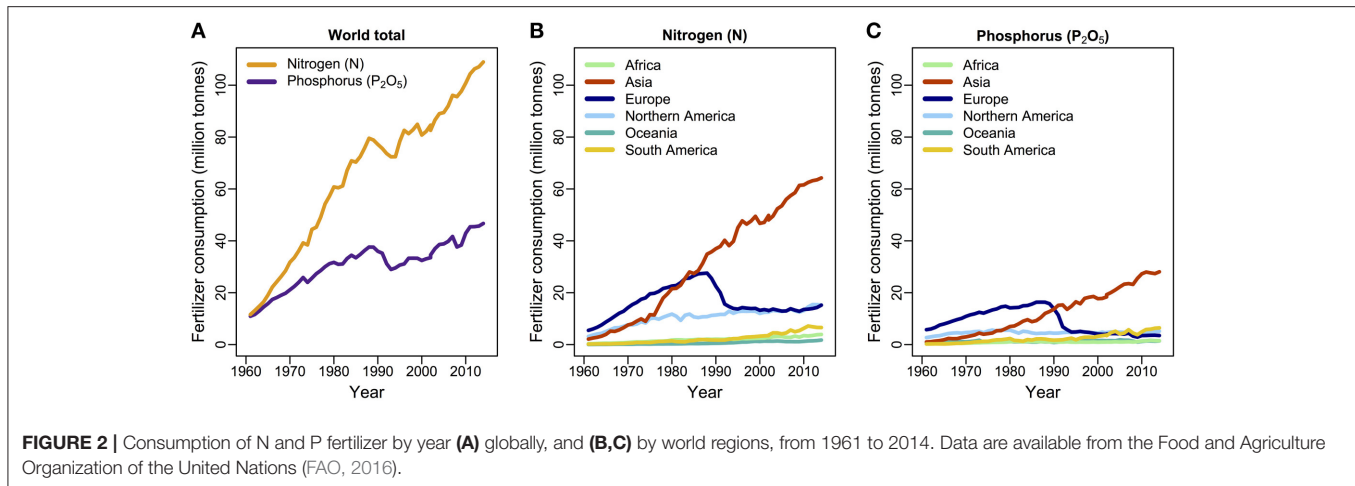 A
World total
Nitrogen (N)
Phosphorus (P₂O₅)
Fertilizer consumption (million tonnes)
0
20
40
60
80
100
1960
1970
1980
1990
2000
2010
Year
B
Nitrogen (N)
Africa
Asia
Europe
Northern America
Oceania
South America
Fertilizer consumption (million tonnes)
0
20
40
60
80
100
1960
1970
1980
1990
2000
2010
Year
C
Phosphorus (P₂O₅)
Africa
Asia
Europe
Northern America
Oceania
South America
Fertilizer consumption (million tonnes)
0
20
40
60
80
100
1960
1970
1980
1990
2000
2010
Year
FIGURE 2 | Consumption of N and P fertilizer by year (A) globally, and (B,C) by world regions, from 1961 to 2014. Data are available from the Food and Agriculture
Organization of the United Nations (FAO, 2016).